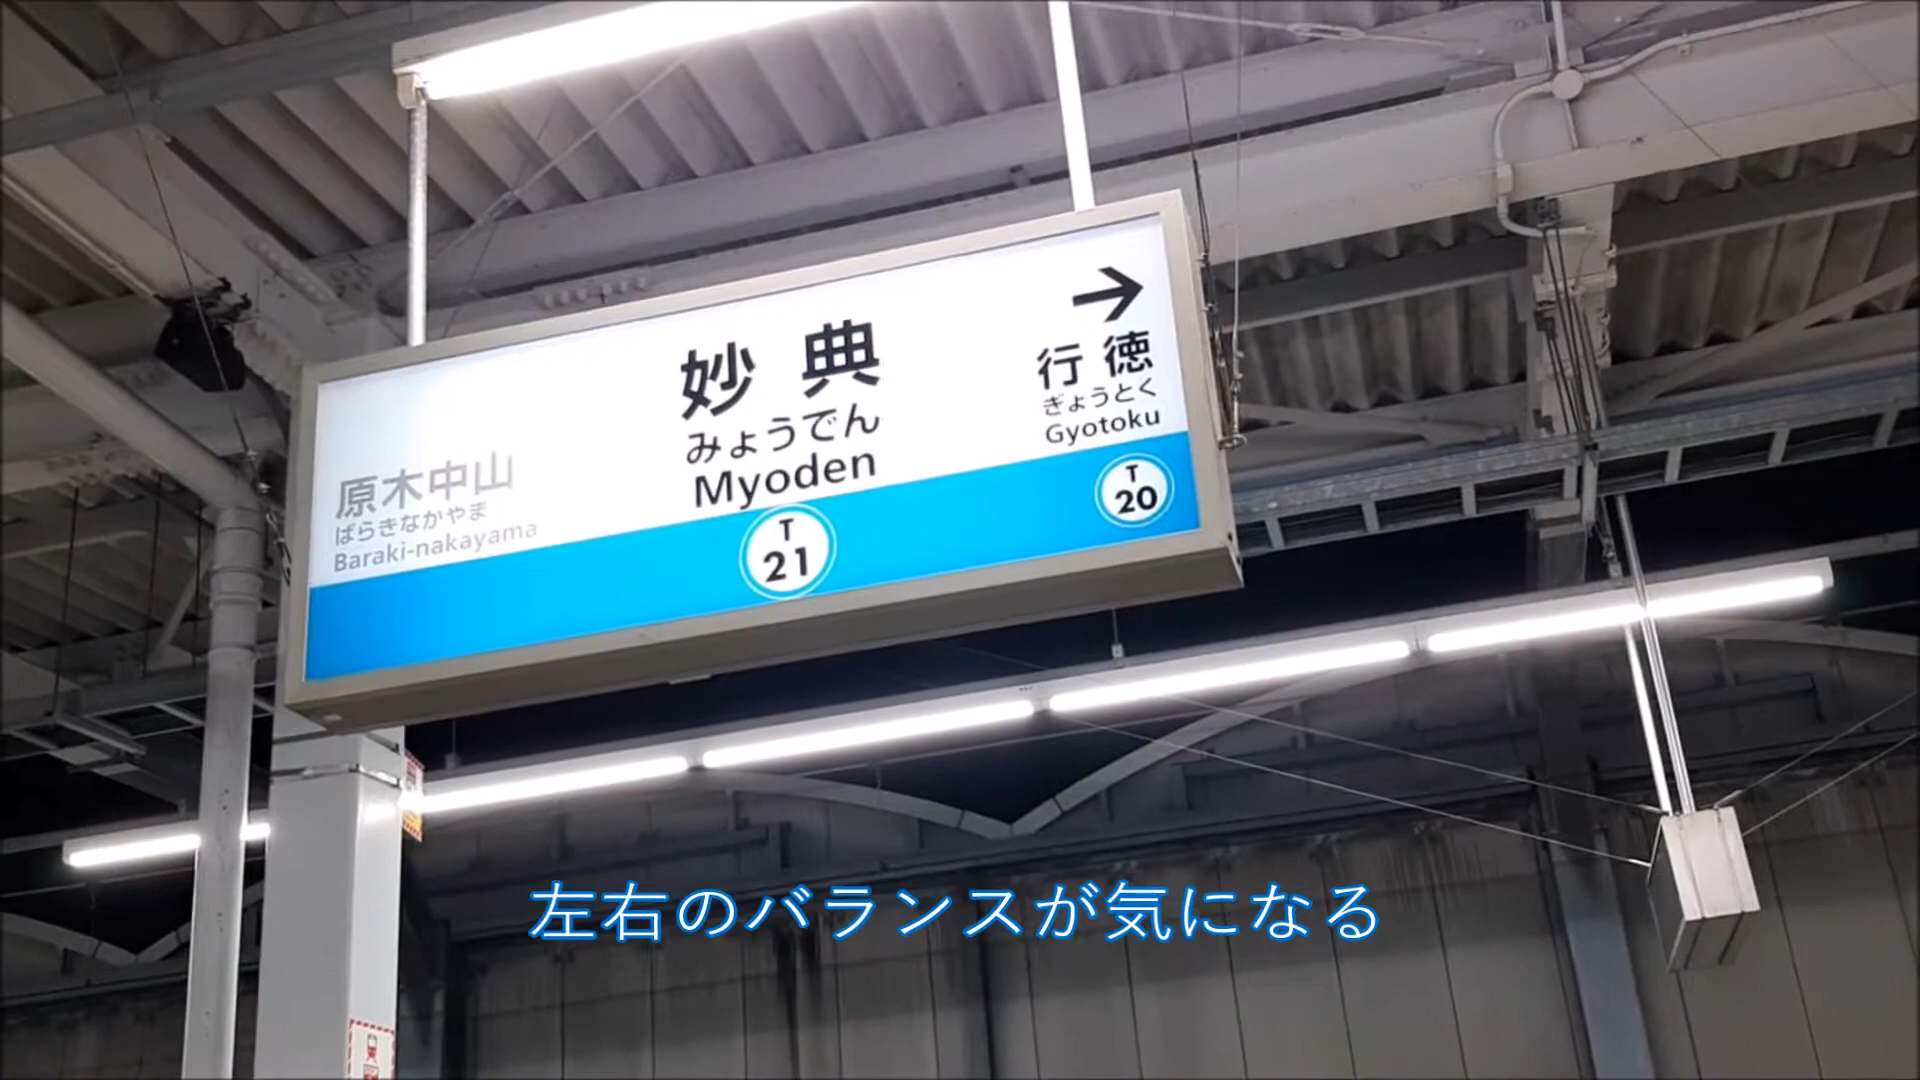 原木中山
ばらきなかやま
Baraki-nakayama
妙典
みょうでん
Myoden
T
21
→
行徳
ぎょうとく
Gyotoku
T
20
左右のバランスが気になる